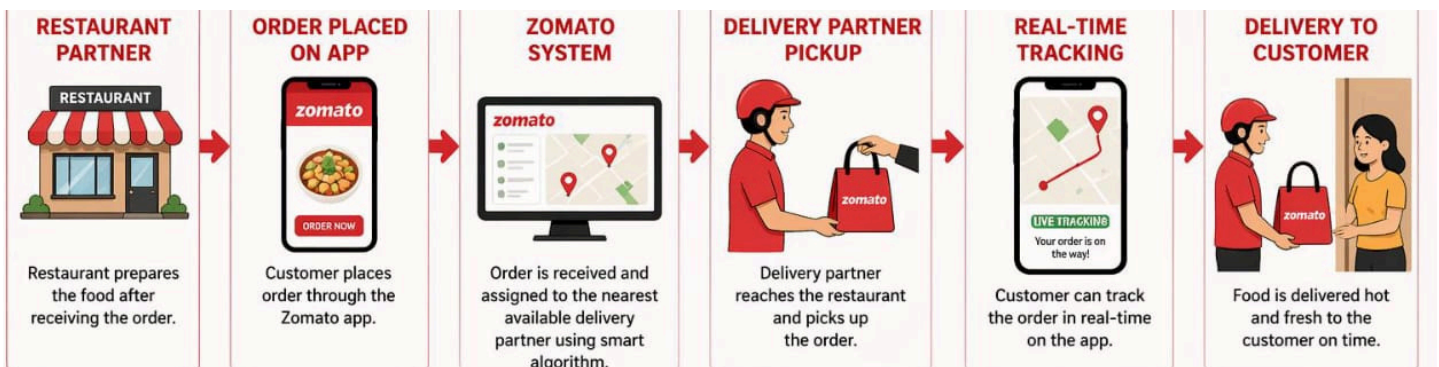 RESTAURANT
PARTNER
RESTAURANT
Restaurant prepares
the food after
receiving the order.
ORDER PLACED
ON APP
zomato
ORDER NOW
Customer places
order through the
Zomato app.
ZOMATO
SYSTEM
zomato
Order is received and
assigned to the nearest
available delivery
partner using smart
algorithm.
DELIVERY PARTNER
PICKUP
zomato
Delivery partner
reaches the restaurant
and picks up
the order.
REAL-TIME
TRACKING
LIVE TRACKING
Your order is on
the way!
Customer can track
the order in real-time
on the app.
DELIVERY TO
CUSTOMER
zomato
Food is delivered hot
and fresh to the
customer on time.